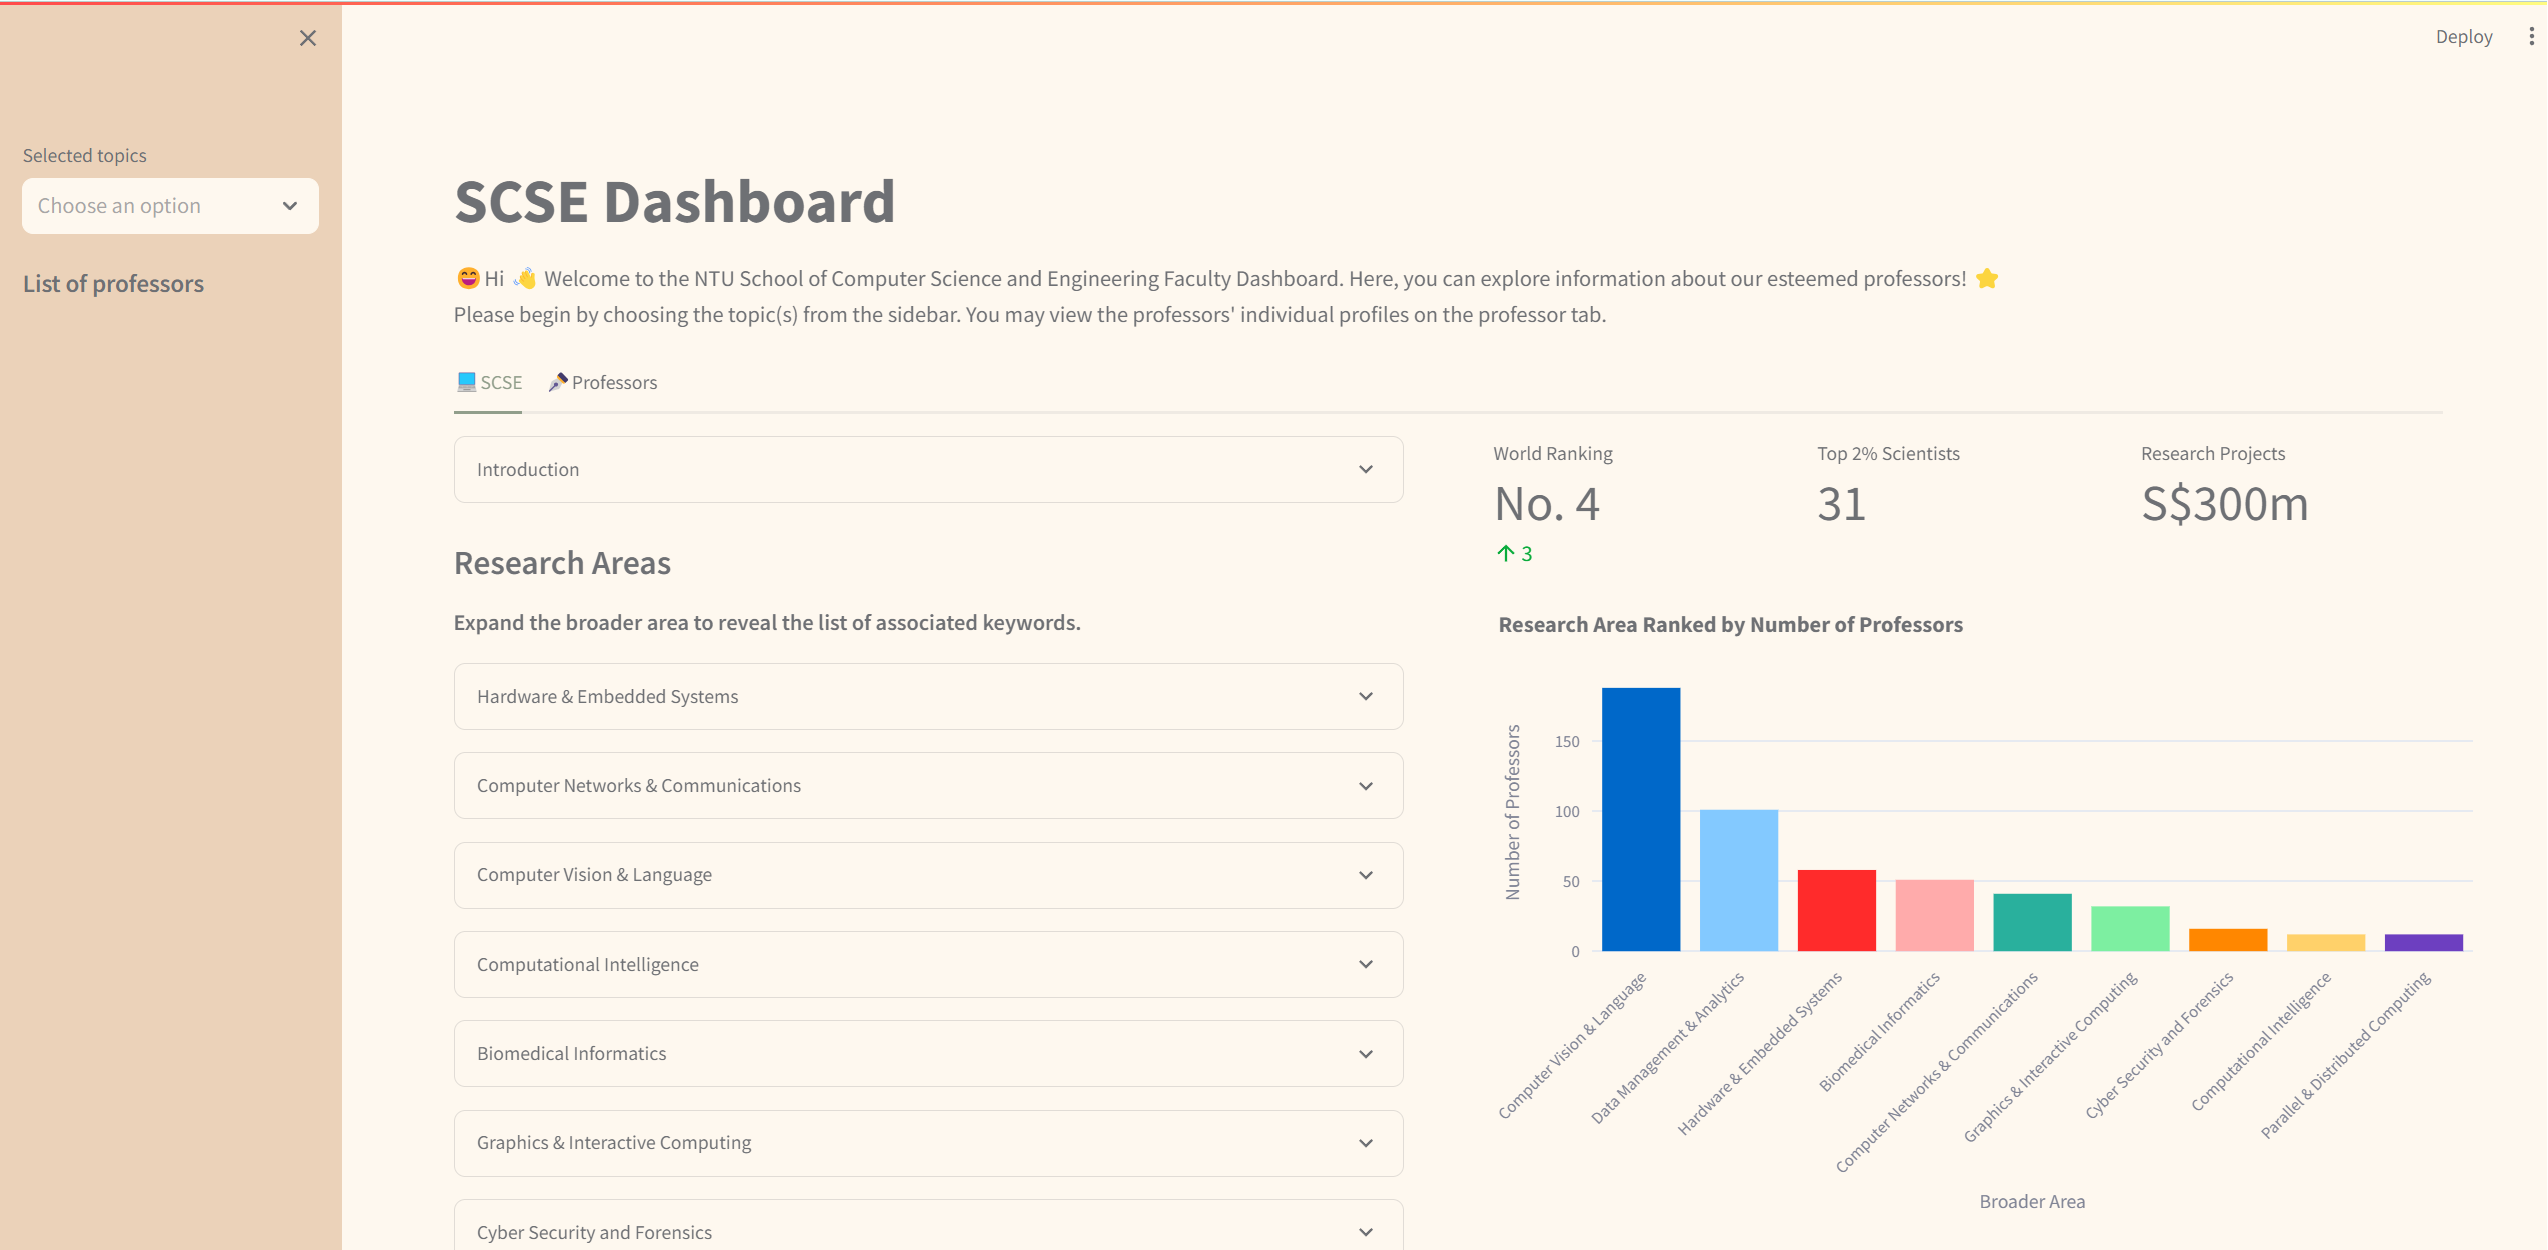 Deploy
Selected topics
Choose an option
List of professors
SCSE Dashboard
😄Hi 👋 Welcome to the NTU School of Computer Science and Engineering Faculty Dashboard. Here, you can explore information about our esteemed professors! ⭐
Please begin by choosing the topic(s) from the sidebar. You may view the professors' individual profiles on the professor tab.
SCSE
Professors
Introduction
Research Areas
Expand the broader area to reveal the list of associated keywords.
Hardware & Embedded Systems
Computer Networks & Communications
Computer Vision & Language
Computational Intelligence
Biomedical Informatics
Graphics & Interactive Computing
Cyber Security and Forensics
World Ranking
No. 4
↑ 3
Top 2% Scientists
31
Research Projects
S$300m
Research Area Ranked by Number of Professors
Number of Professors
150
100
50
0
Computer Vision & Language
Data Management & Analytics
Hardware & Embedded Systems
Biomedical Informatics
Computer Networks & Communications
Graphics & Interactive Computing
Cyber Security and Forensics
Computational Intelligence
Parallel & Distributed Computing
Broader Area